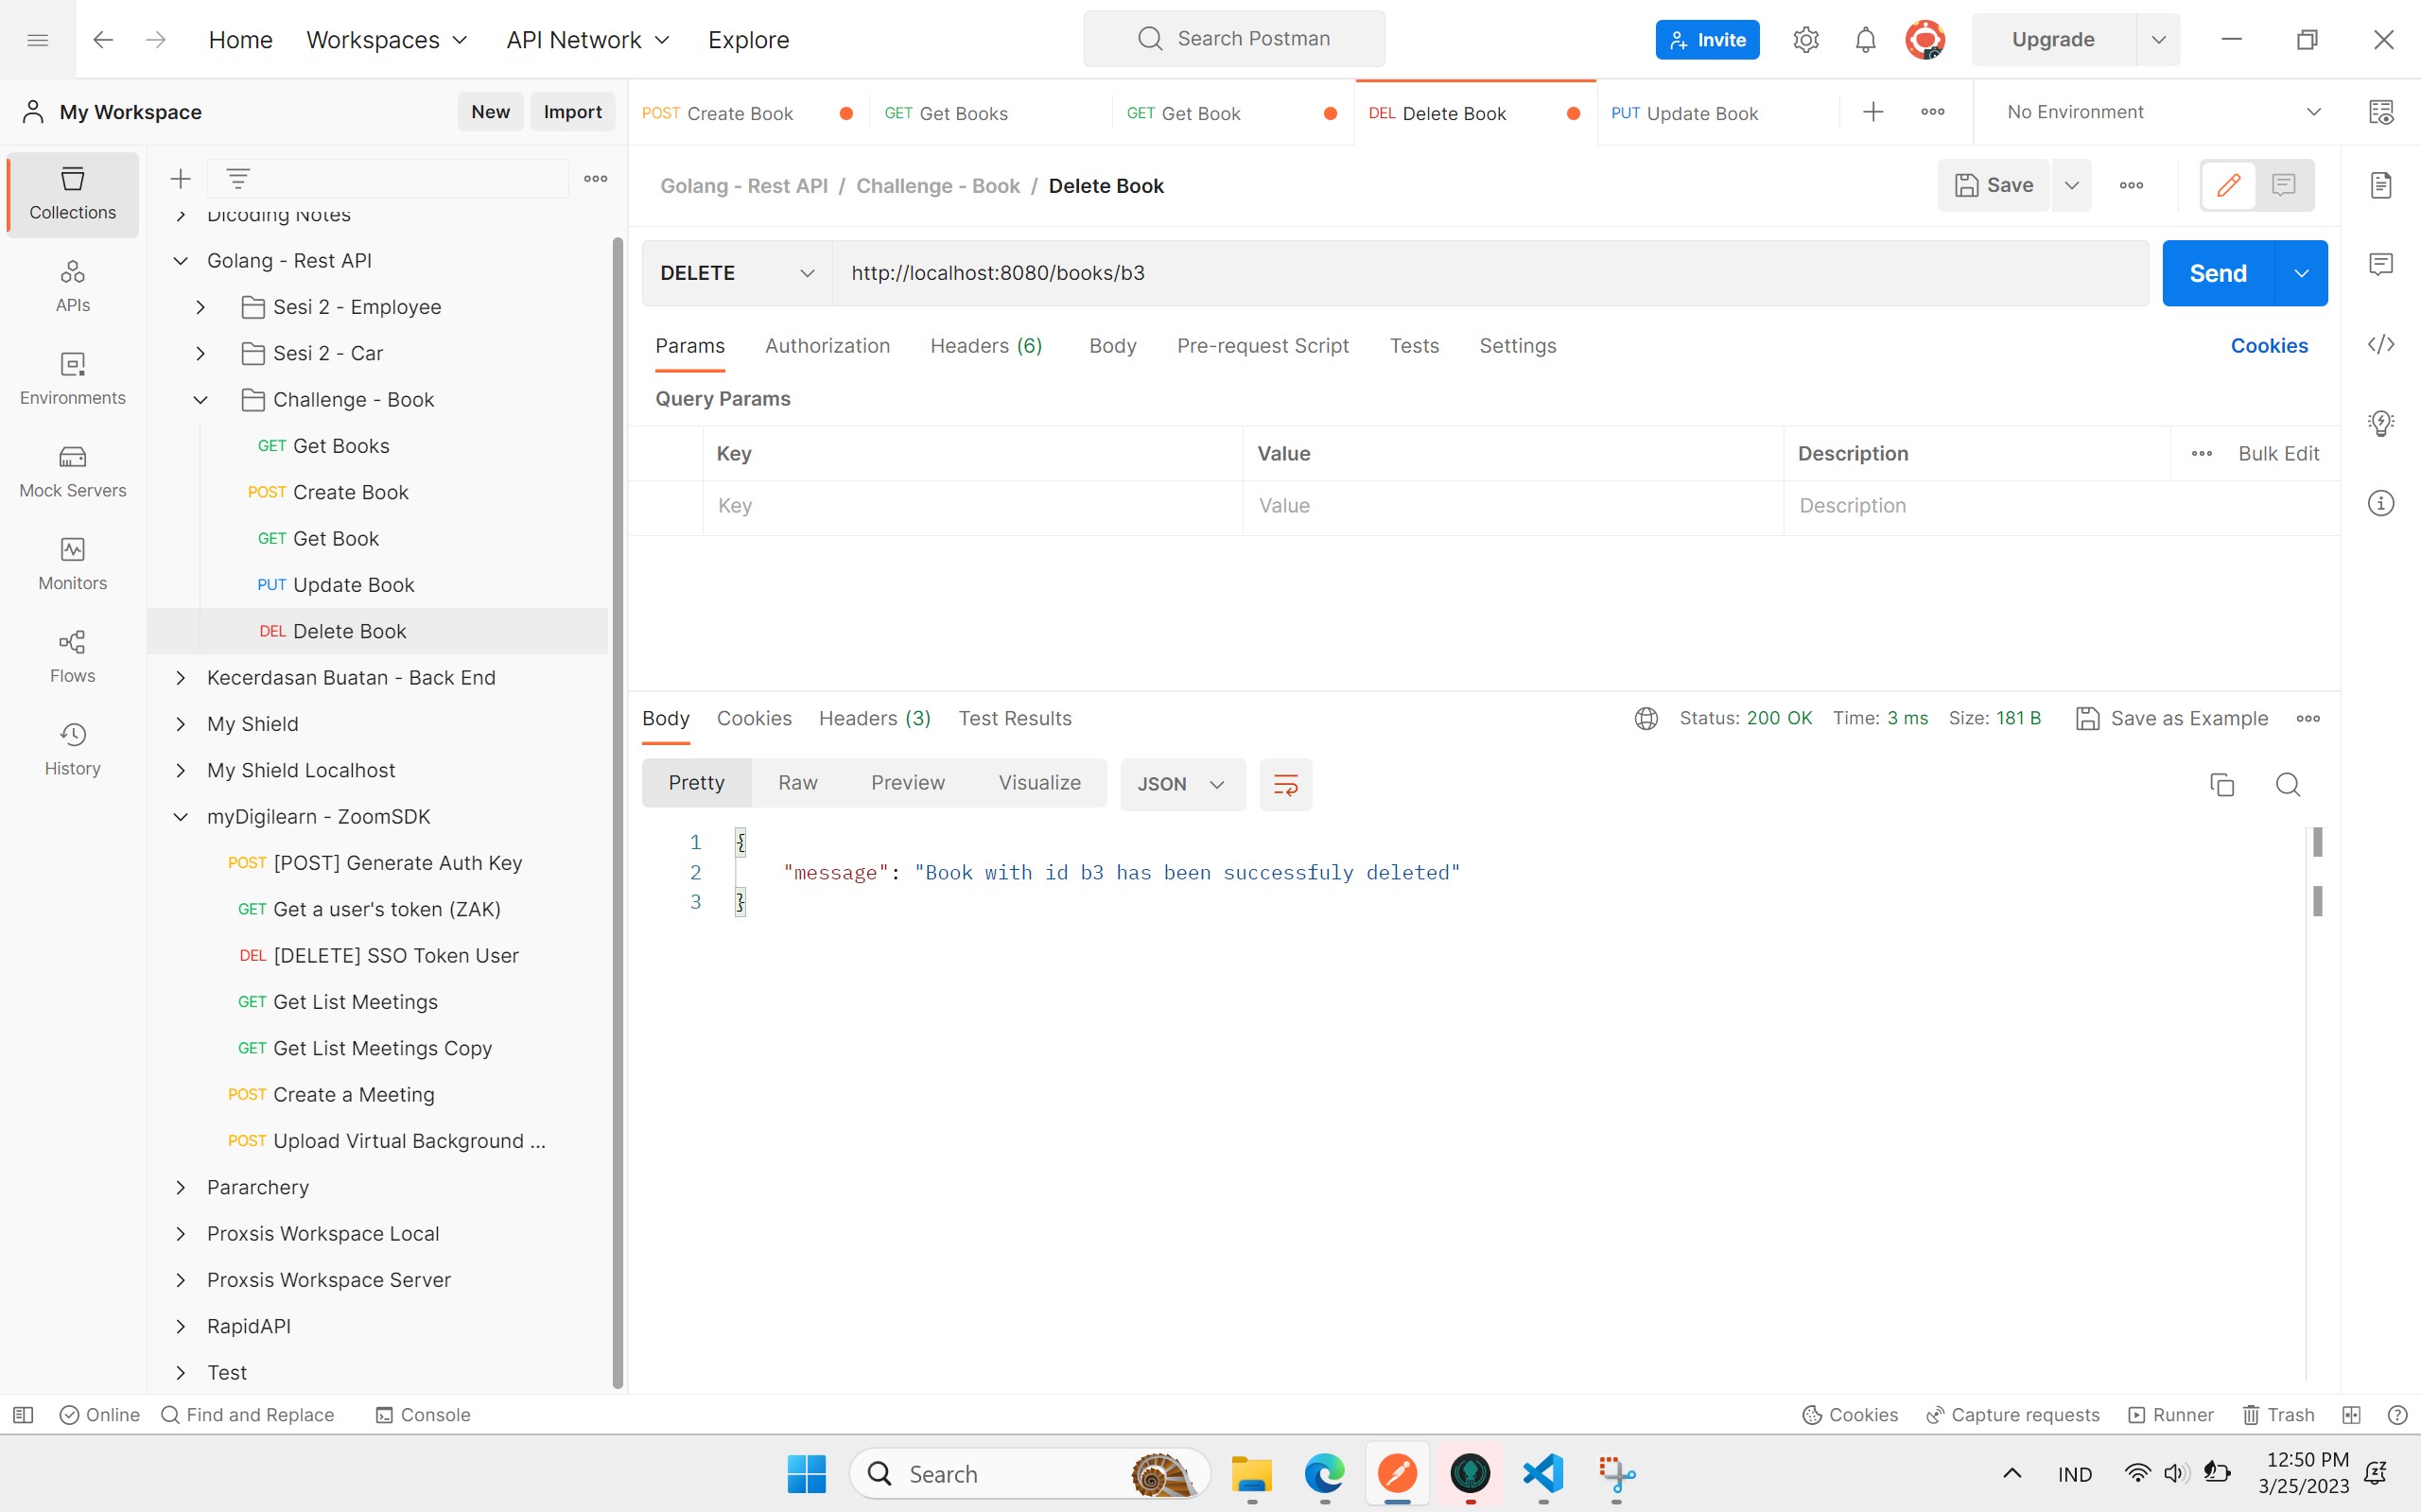 Home Workspaces API Network Explore Search Postman Invite Upgrade
My Workspace New Import POST Create Book GET Get Books GET Get Book DEL Delete Book PUT Update Book No Environment
Collections
APIs
Environments
Mock Servers
Monitors
Flows
History
Dicoding Notes
Golang - Rest API
Sesi 2 - Employee
Sesi 2 - Car
Challenge - Book
GET Get Books
POST Create Book
GET Get Book
PUT Update Book
DEL Delete Book
Kecerdasan Buatan - Back End
My Shield
My Shield Localhost
myDigilearn - ZoomSDK
POST [POST] Generate Auth Key
GET Get a user's token (ZAK)
DEL [DELETE] SSO Token User
GET Get List Meetings
GET Get List Meetings Copy
POST Create a Meeting
POST Upload Virtual Background ...
Pararchery
Proxsis Workspace Local
Proxsis Workspace Server
RapidAPI
Test
Golang - Rest API / Challenge - Book / Delete Book Save
DELETE http://localhost:8080/books/b3 Send
Params Authorization Headers (6) Body Pre-request Script Tests Settings Cookies
Query Params
Key Value Description Bulk Edit
Key Value Description
Body Cookies Headers (3) Test Results Status: 200 OK Time: 3 ms Size: 181 B Save as Example
Pretty Raw Preview Visualize JSON
1 {
2 "message": "Book with id b3 has been successfuly deleted"
3 }
Online Find and Replace Console Cookies Capture requests Runner Trash
Search IND 12:50 PM
3/25/2023